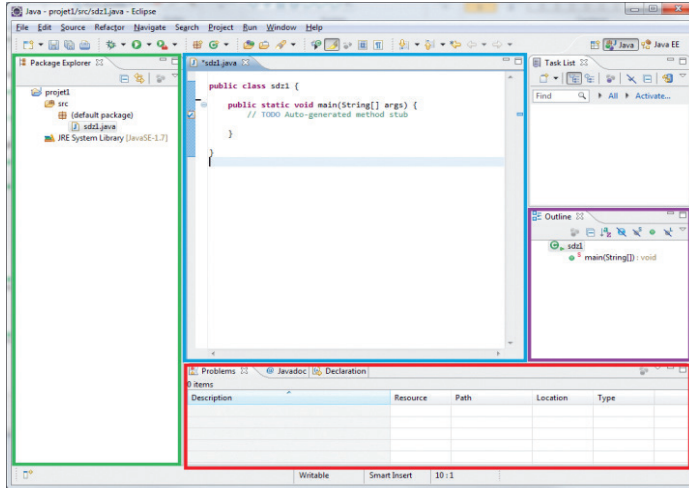 Java - projet1/src/sdz1.java - Eclipse
File Edit Source Refactor Navigate Search Project Run Window Help
Java Java EE
Package Explorer
projet1
src
(default package)
sdz1.java
JRE System Library [JavaSE-1.7]
*sdz1.java
public class sdz1 {
public static void main(String[] args) {
// TODO Auto-generated method stub
}
}
Task List
Find All Activate...
Outline
sdz1
main(String[]) : void
Problems @ Javadoc Declaration
0 items
Description Resource Path Location Type
Writable Smart Insert 10 : 1